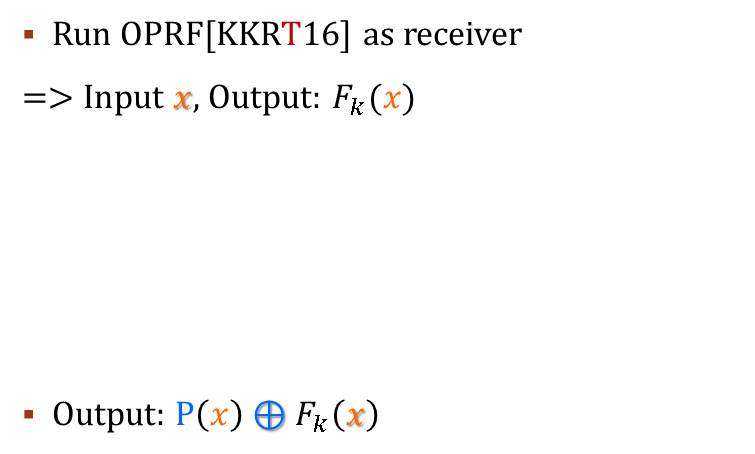 ▪ Run OPRF[KKRT16] as receiver
=> Input x, Output: Fₖ(x)
▪ Output: P(x) ⊕ Fₖ(x)